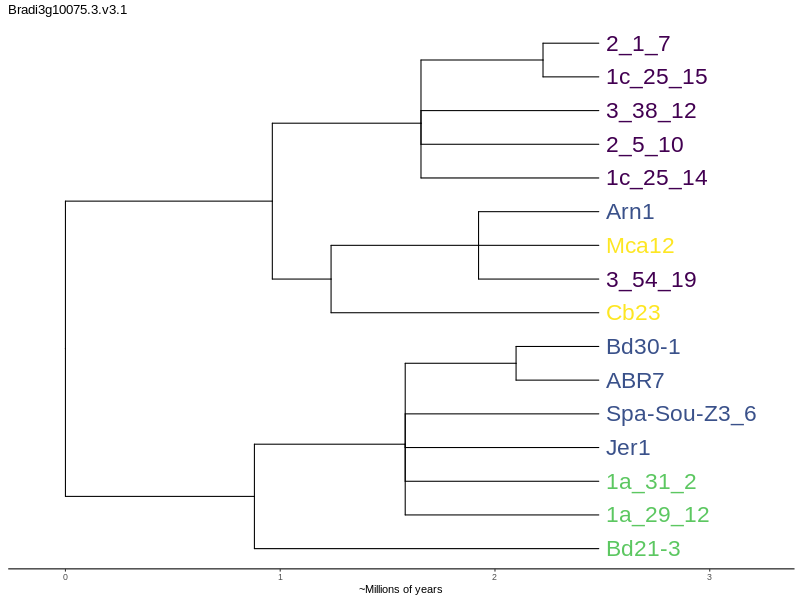 Bradi3g10075.3.v3.1
2_1_7
1c_25_15
3_38_12
2_5_10
1c_25_14
Arn1
Mca12
3_54_19
Cb23
Bd30-1
ABR7
Spa-Sou-Z3_6
Jer1
1a_31_2
1a_29_12
Bd21-3
0 1 2 3
~Millions of years